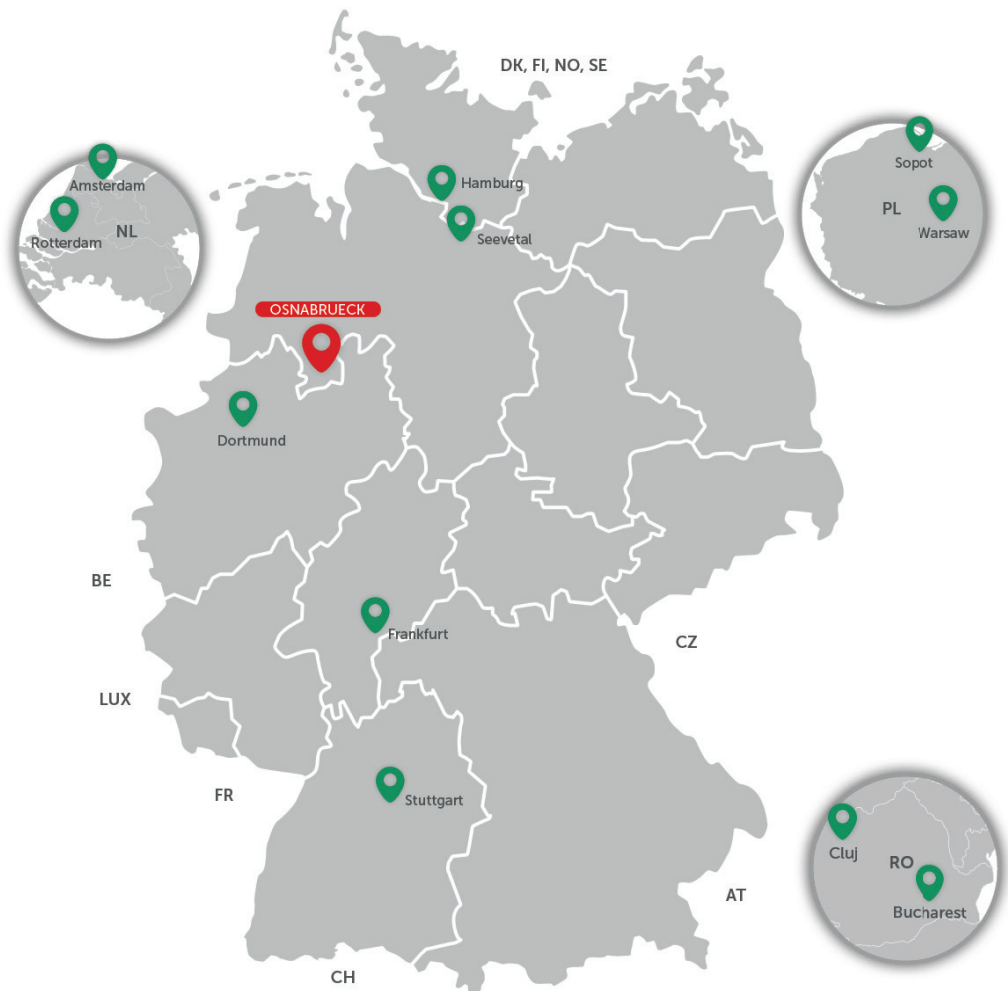 DK, FI, NO, SE
Amsterdam
Rotterdam
NL
Hamburg
Seevetal
Sopot
PL
Warsaw
OSNABRUECK
Dortmund
BE
Frankfurt
CZ
LUX
FR
Stuttgart
Cluj
RO
Bucharest
AT
CH